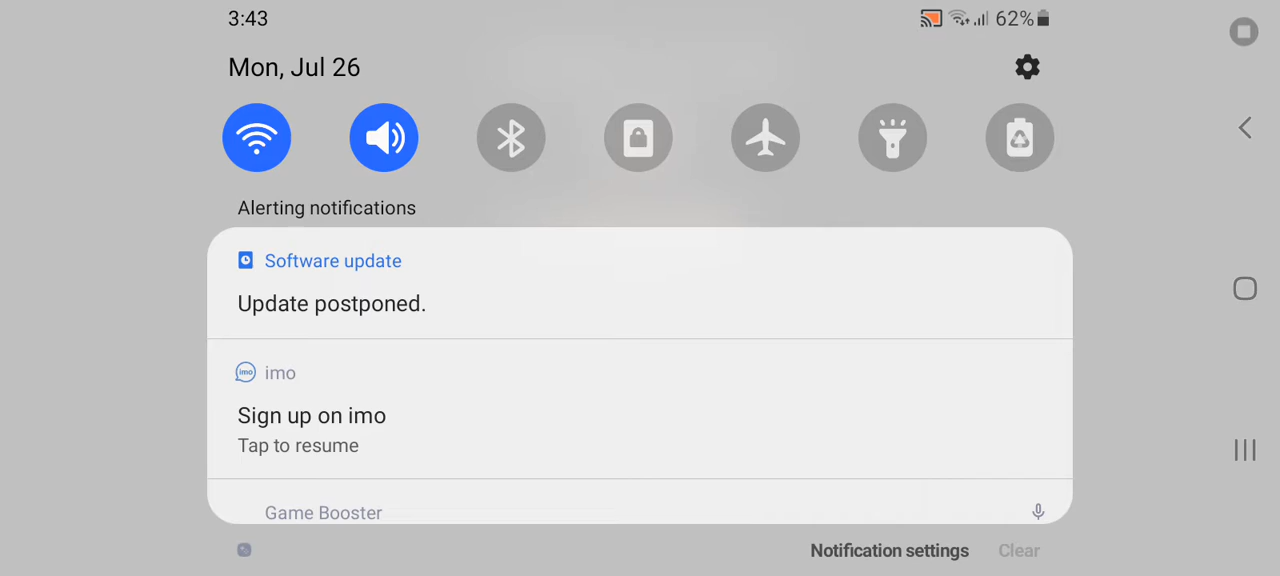 3:43
62%
Mon, Jul 26
Alerting notifications
Software update
Update postponed.
imo
imo
Sign up on imo
Tap to resume
Game Booster
Notification settings
Clear